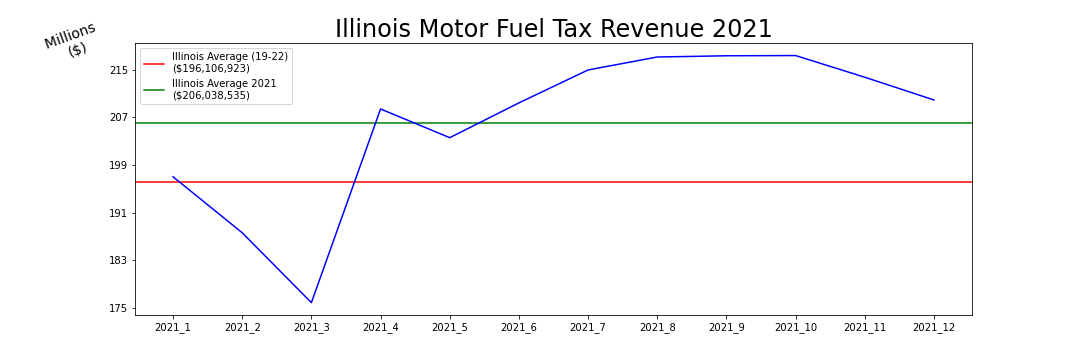 Illinois Motor Fuel Tax Revenue 2021
Millions
($)
Illinois Average (19-22)
($196,106,923)
Illinois Average 2021
($206,038,535)
215
207
199
191
183
175
2021_1 2021_2 2021_3 2021_4 2021_5 2021_6 2021_7 2021_8 2021_9 2021_10 2021_11 2021_12